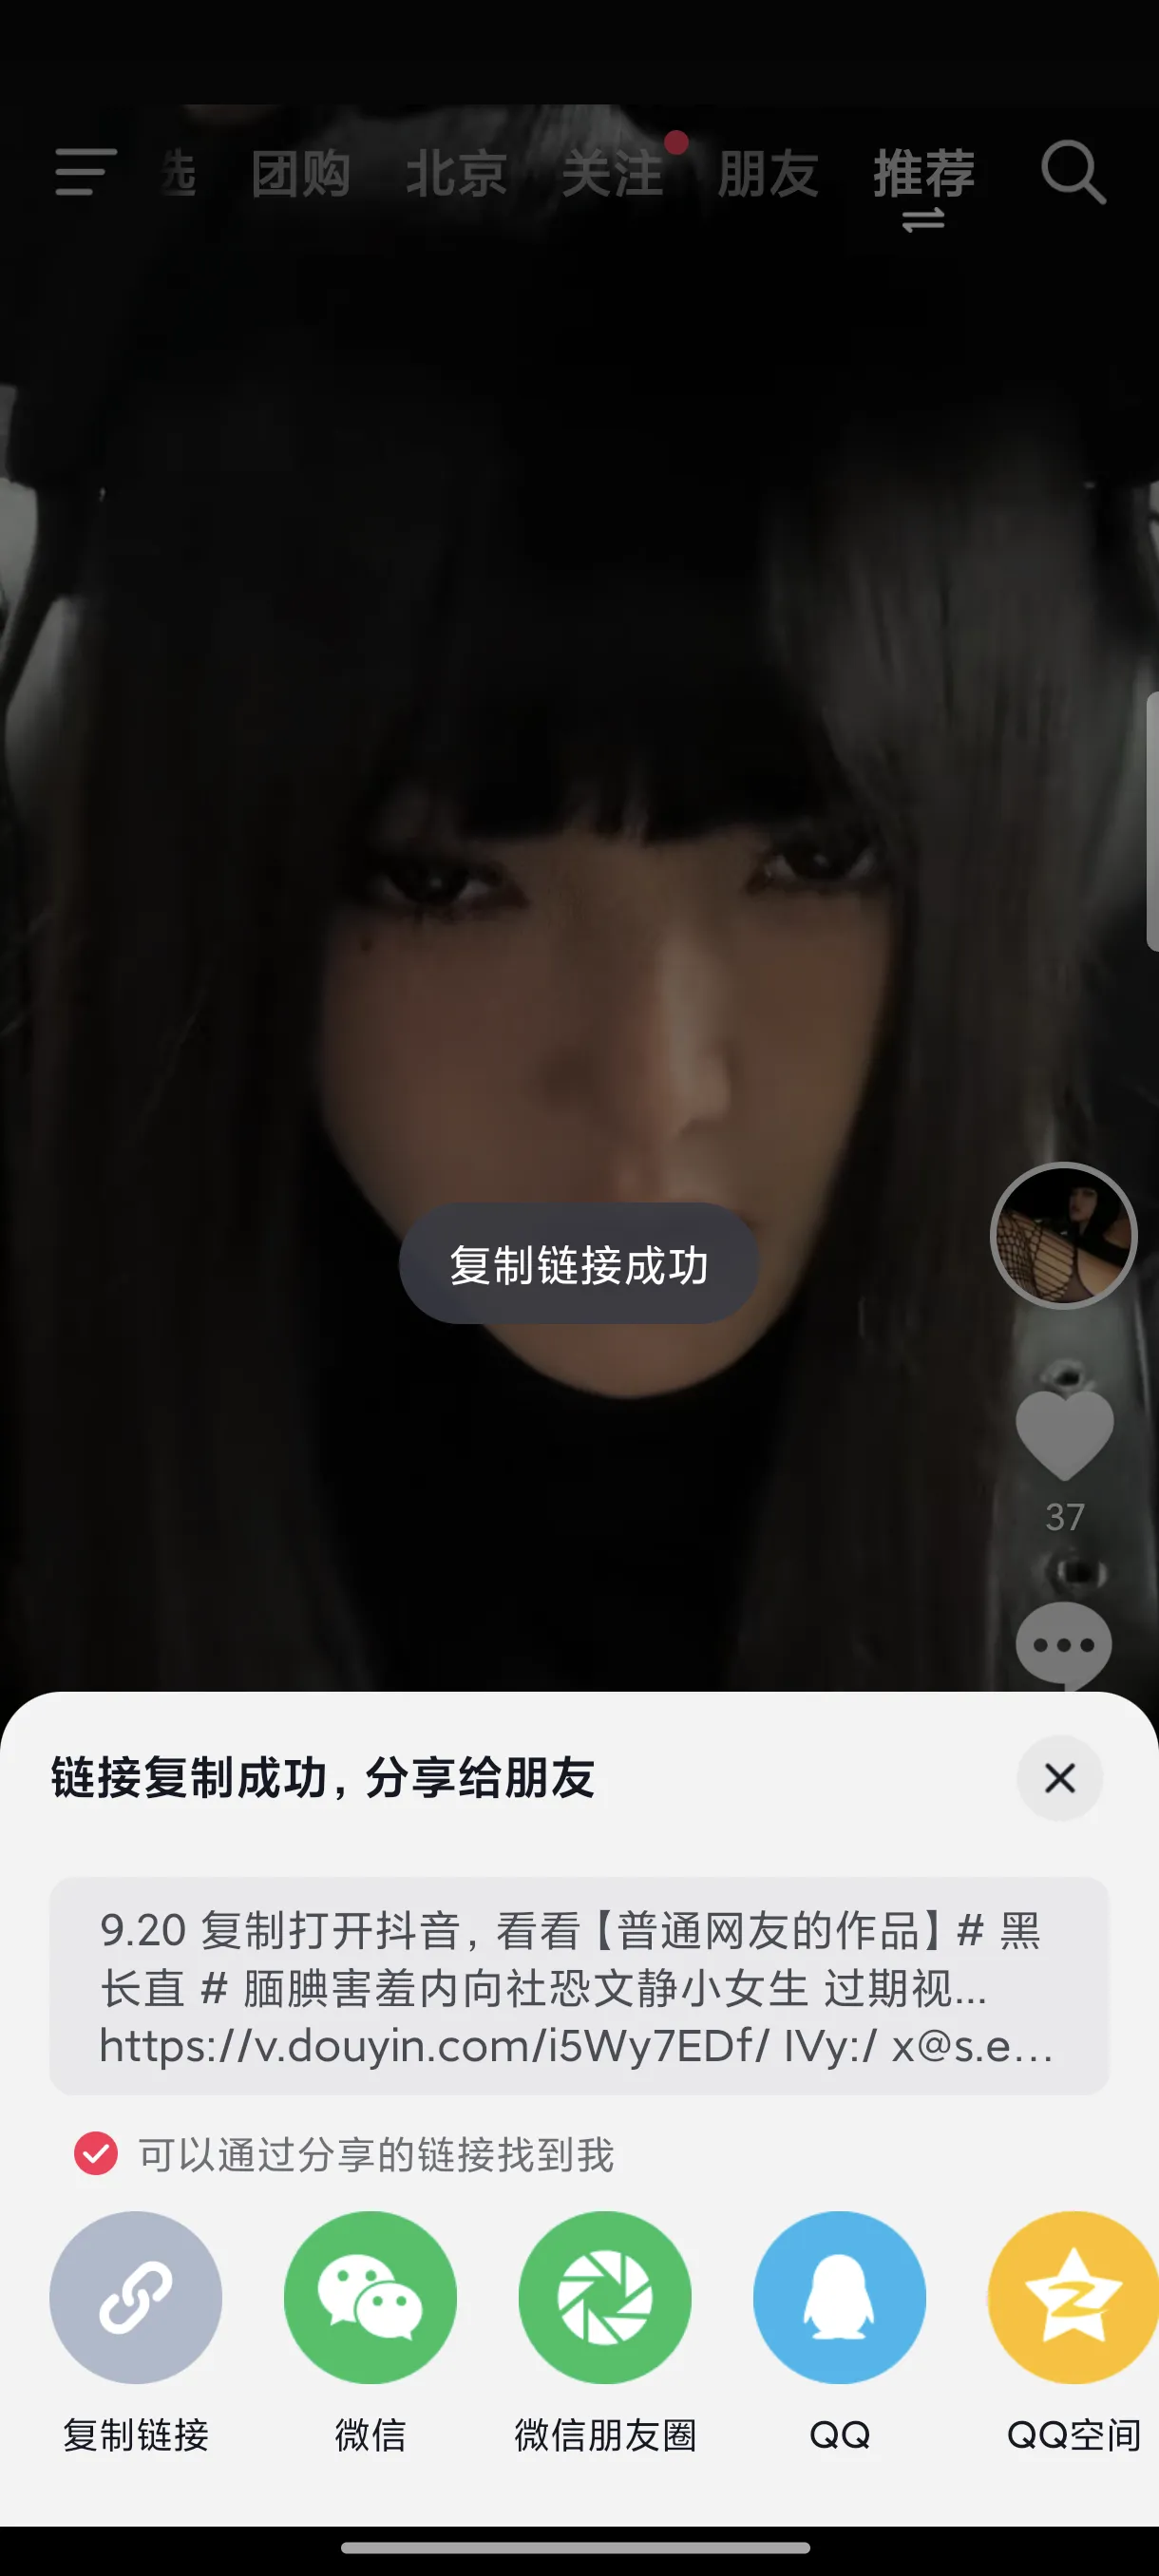 选 团购 北京 关注 朋友 推荐
复制链接成功
37
链接复制成功，分享给朋友
9.20 复制打开抖音，看看【普通网友的作品】# 黑
长直 # 腼腆害羞内向社恐文静小女生 过期视...
https://v.douyin.com/i5Wy7EDf/ IVy:/ x@s.e...
可以通过分享的链接找到我
复制链接 微信 微信朋友圈 QQ QQ空间